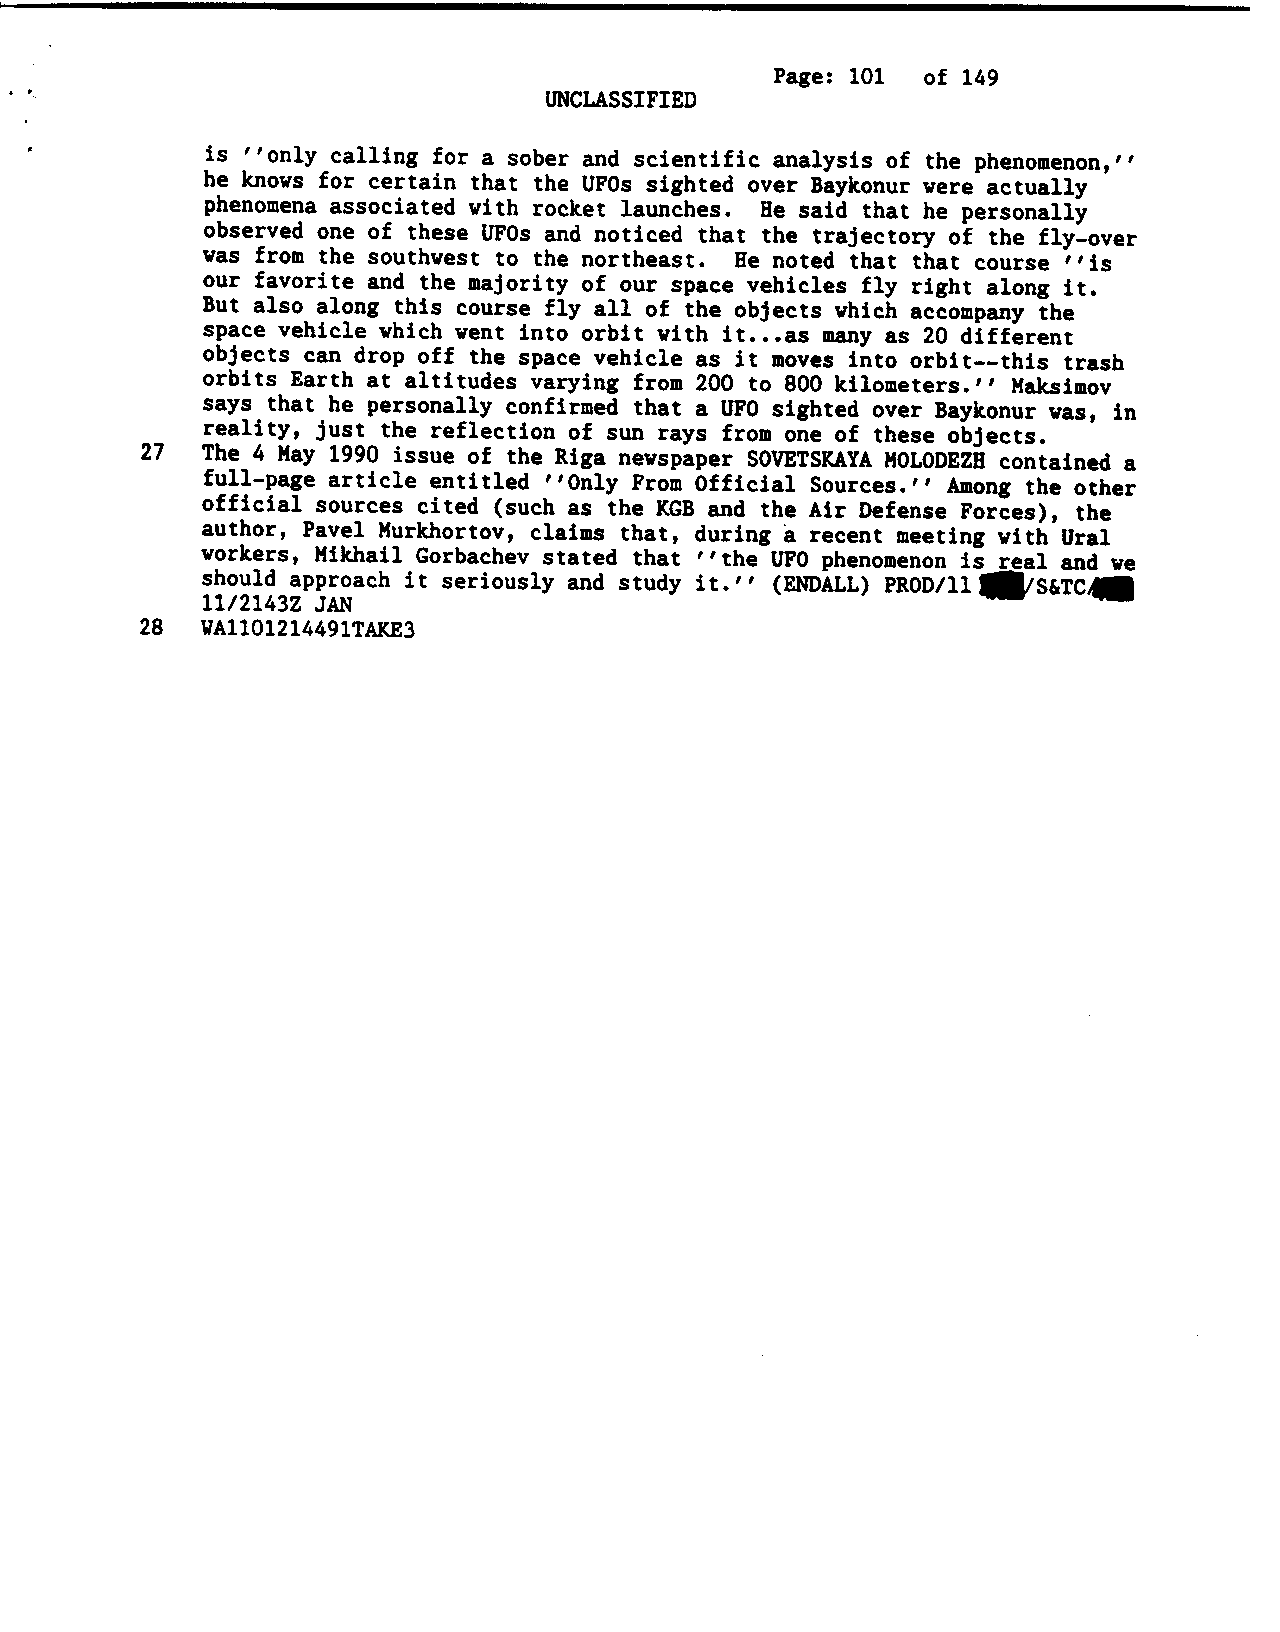 Page: 101 of 149
UNCLASSIFIED
is ''only calling for a sober and scientific analysis of the phenomenon,''
he knows for certain that the UFOs sighted over Baykonur were actually
phenomena associated with rocket launches. He said that he personally
observed one of these UFOs and noticed that the trajectory of the fly-over
was from the southwest to the northeast. He noted that that course ''is
our favorite and the majority of our space vehicles fly right along it.
But also along this course fly all of the objects which accompany the
space vehicle which went into orbit with it...as many as 20 different
objects can drop off the space vehicle as it moves into orbit--this trash
orbits Earth at altitudes varying from 200 to 800 kilometers.'' Maksimov
says that he personally confirmed that a UFO sighted over Baykonur was, in
reality, just the reflection of sun rays from one of these objects.
27 The 4 May 1990 issue of the Riga newspaper SOVETSKAYA MOLODEZH contained a
full-page article entitled ''Only From Official Sources.'' Among the other
official sources cited (such as the KGB and the Air Defense Forces), the
author, Pavel Murkhortov, claims that, during a recent meeting with Ural
workers, Mikhail Gorbachev stated that ''the UFO phenomenon is real and we
should approach it seriously and study it.'' (ENDALL) PROD/11 /S&TC/
11/2143Z JAN
28 WA1101214491TAKE3